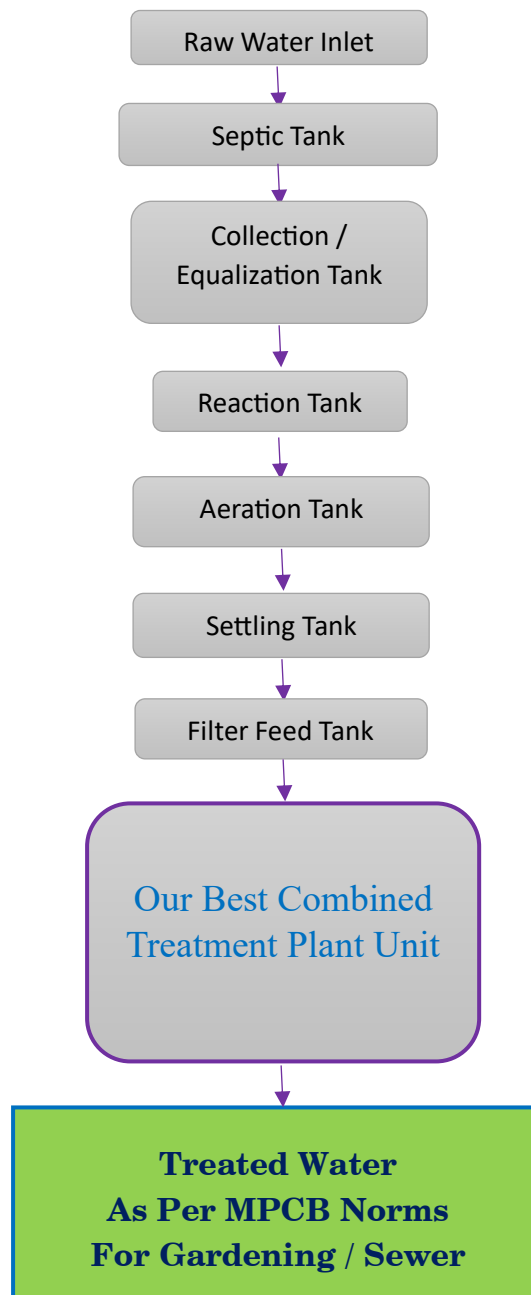 Raw Water Inlet
Septic Tank
Collection /
Equalization Tank
Reaction Tank
Aeration Tank
Settling Tank
Filter Feed Tank
Our Best Combined
Treatment Plant Unit
Treated Water
As Per MPCB Norms
For Gardening / Sewer